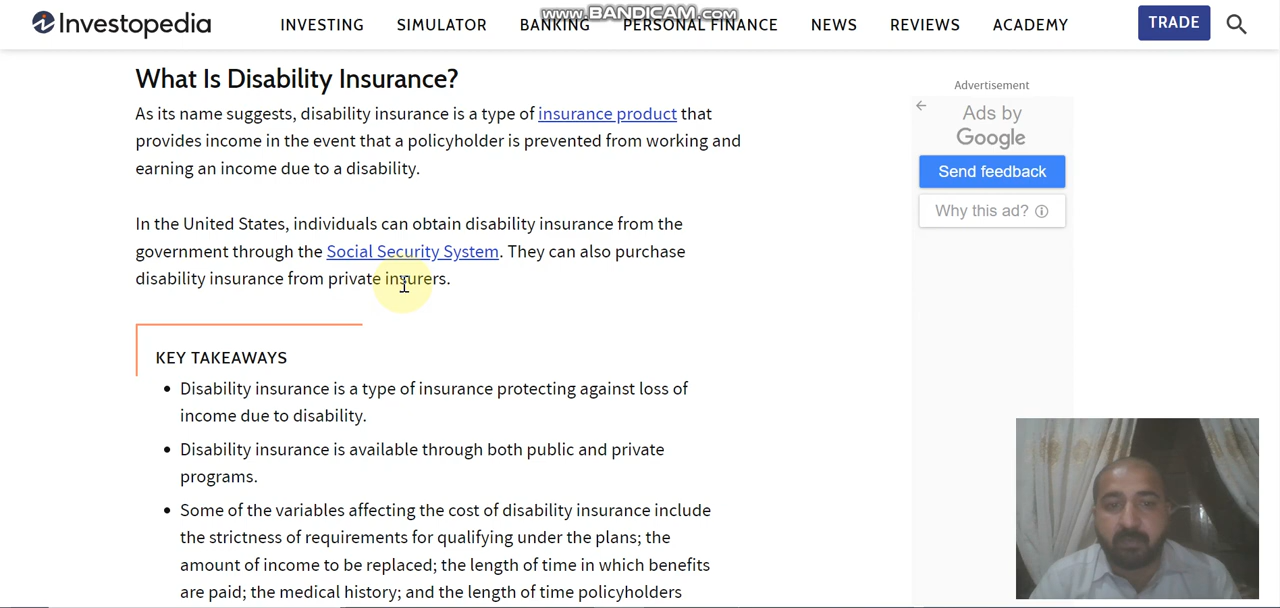 www.BANDICAM.com
Investopedia
INVESTING
SIMULATOR
BANKING
PERSONAL FINANCE
NEWS
REVIEWS
ACADEMY
TRADE
What Is Disability Insurance?
As its name suggests, disability insurance is a type of insurance product that
provides income in the event that a policyholder is prevented from working and
earning an income due to a disability.
In the United States, individuals can obtain disability insurance from the
government through the Social Security System. They can also purchase
disability insurance from private insurers.
KEY TAKEAWAYS
• Disability insurance is a type of insurance protecting against loss of
income due to disability.
• Disability insurance is available through both public and private
programs.
• Some of the variables affecting the cost of disability insurance include
the strictness of requirements for qualifying under the plans; the
amount of income to be replaced; the length of time in which benefits
are paid; the medical history; and the length of time policyholders
Advertisement
Ads by
Google
Send feedback
Why this ad?